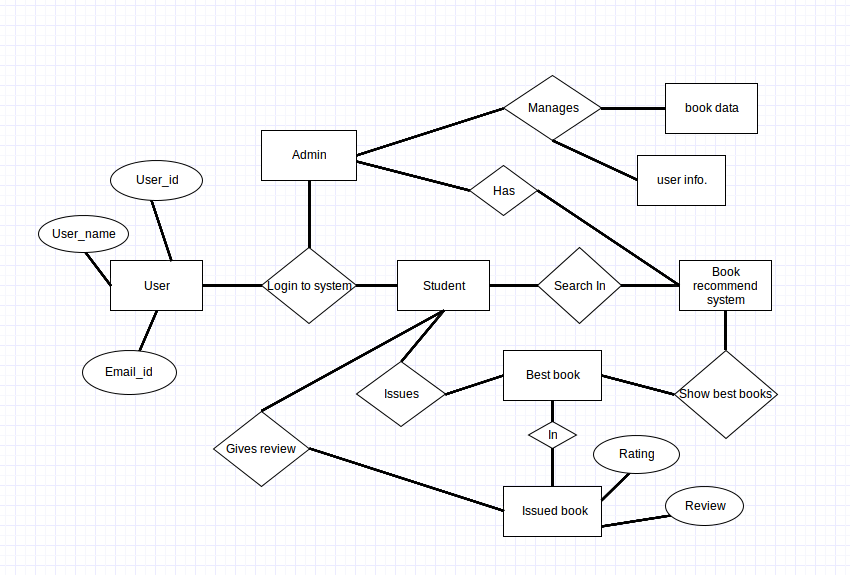 Manages
book data
Admin
user info.
User_id
Has
User_name
User
Login to system
Student
Search In
Book
recommend
system
Email_id
Best book
Issues
Show best books
In
Gives review
Rating
Issued book
Review